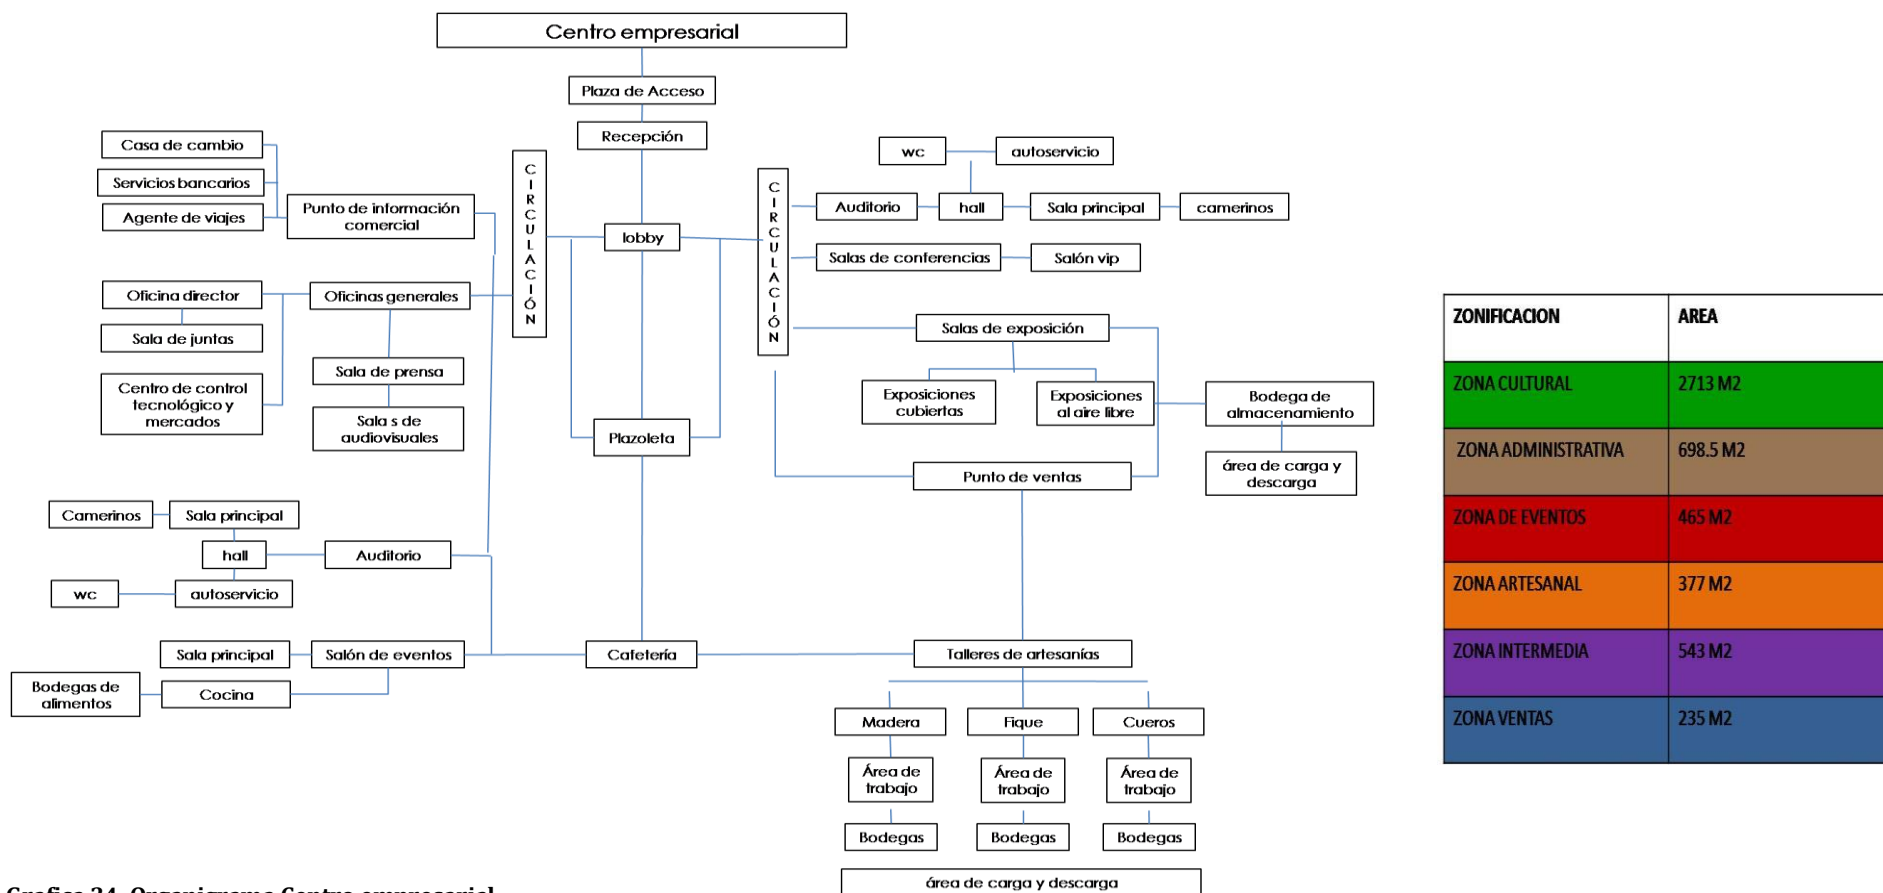 Centro empresarial
Plaza de Acceso
Recepción
Casa de cambio
Servicios bancarios
Agente de viajes
Punto de información
comercial
CIRCULACIÓN
lobby
CIRCULACIÓN
wc
autoservicio
Auditorio
hall
Sala principal
camerinos
Salas de conferencias
Salón vip
Oficina director
Oficinas generales
Sala de juntas
Centro de control
tecnológico y
mercados
Sala de prensa
Sala s de
audiovisuales
Plazoleta
Salas de exposición
Exposiciones
cubiertas
Exposiciones
al aire libre
Bodega de
almacenamiento
área de carga y
descarga
Punto de ventas
Camerinos
Sala principal
hall
Auditorio
wc
autoservicio
Sala principal
Salón de eventos
Cafetería
Talleres de artesanías
Bodegas de
alimentos
Cocina
Madera
Fique
Cueros
Área de
trabajo
Área de
trabajo
Área de
trabajo
Bodegas
Bodegas
Bodegas
área de carga y descarga
ZONIFICACION AREA
ZONA CULTURAL 2713 M2
ZONA ADMINISTRATIVA 698.5 M2
ZONA DE EVENTOS 465 M2
ZONA ARTESANAL 377 M2
ZONA INTERMEDIA 543 M2
ZONA VENTAS 235 M2
Grafico 34. Organigrama Centro empresarial